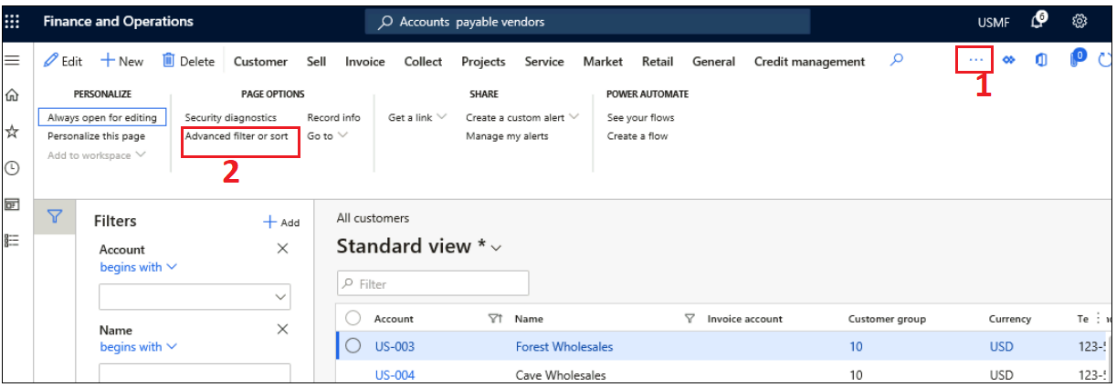 Finance and Operations Accounts payable vendors USMF 6
Edit New Delete Customer Sell Invoice Collect Projects Service Market Retail General Credit management ... 0
1
PERSONALIZE PAGE OPTIONS SHARE POWER AUTOMATE
Always open for editing Security diagnostics Record info Get a link Create a custom alert See your flows
Personalize this page Advanced filter or sort Go to Manage my alerts Create a flow
Add to workspace
2
Filters Add All customers
Account Standard view *
begins with
Filter
Account Name Invoice account Customer group Currency Te
Name
begins with US-003 Forest Wholesales 10 USD 123-
US-004 Cave Wholesales 10 USD 123-